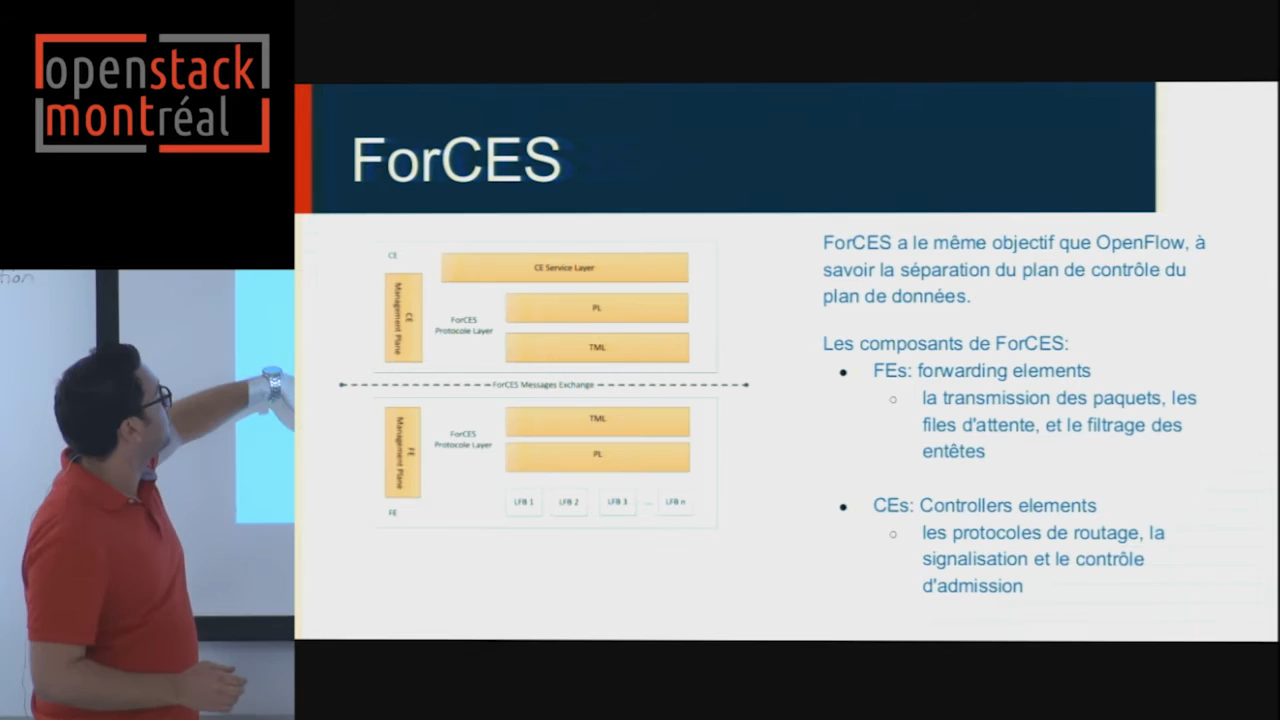 openstack
montréal
ForCES
CE
CE Service Layer
CE
Management Plane
ForCES
Protocole Layer
PL
TML
ForCES Messages Exchange
FE
Management Plane
ForCES
Protocole Layer
TML
PL
LFB 1 LFB 2 LFB 3 ... LFB n
FE
ForCES a le même objectif que OpenFlow, à
savoir la séparation du plan de contrôle du
plan de données.
Les composants de ForCES:
● FEs: forwarding elements
○ la transmission des paquets, les
files d'attente, et le filtrage des
entêtes
● CEs: Controllers elements
○ les protocoles de routage, la
signalisation et le contrôle
d'admission